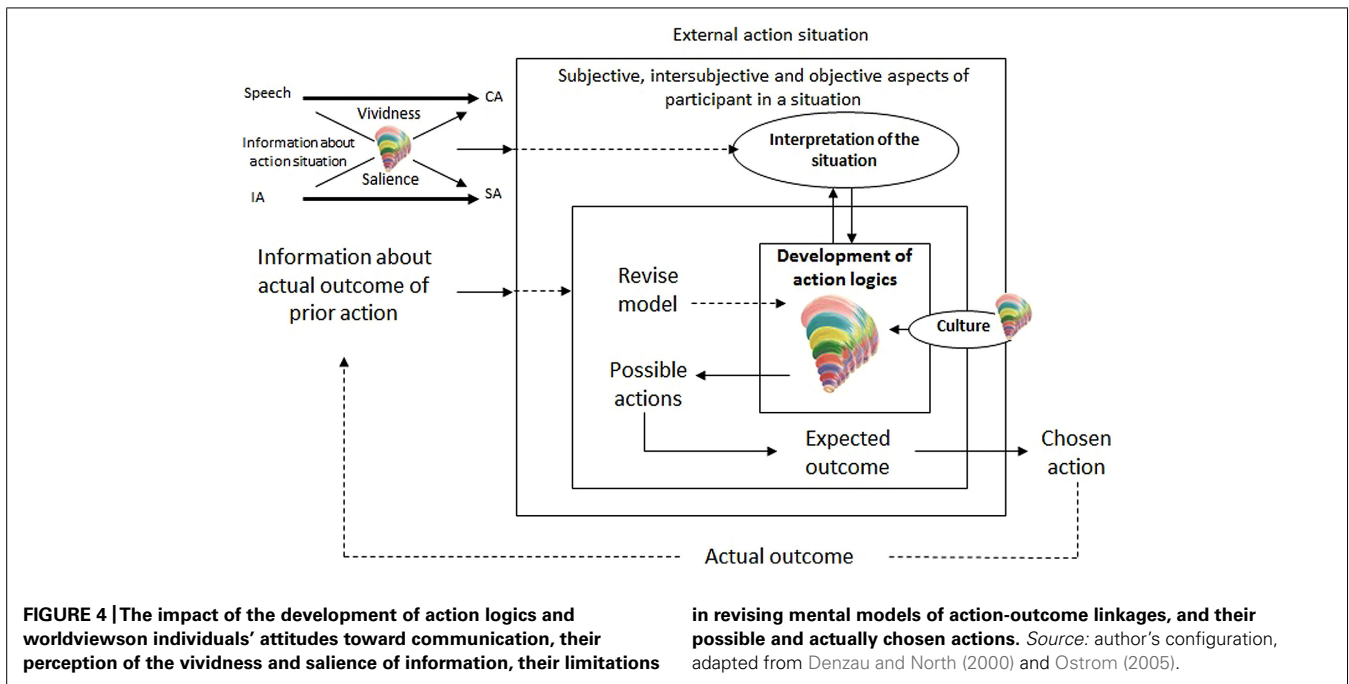 External action situation
Subjective, intersubjective and objective aspects of
participant in a situation
Speech
CA
Vividness
Information about
action situation
Salience
IA
SA
Interpretation of the
situation
Information about
actual outcome of
prior action
Revise
model
Development of
action logics
Culture
Possible
actions
Expected
outcome
Chosen
action
Actual outcome
FIGURE 4 | The impact of the development of action logics and
worldviewson individuals' attitudes toward communication, their
perception of the vividness and salience of information, their limitations
in revising mental models of action-outcome linkages, and their
possible and actually chosen actions. Source: author's configuration,
adapted from Denzau and North (2000) and Ostrom (2005).